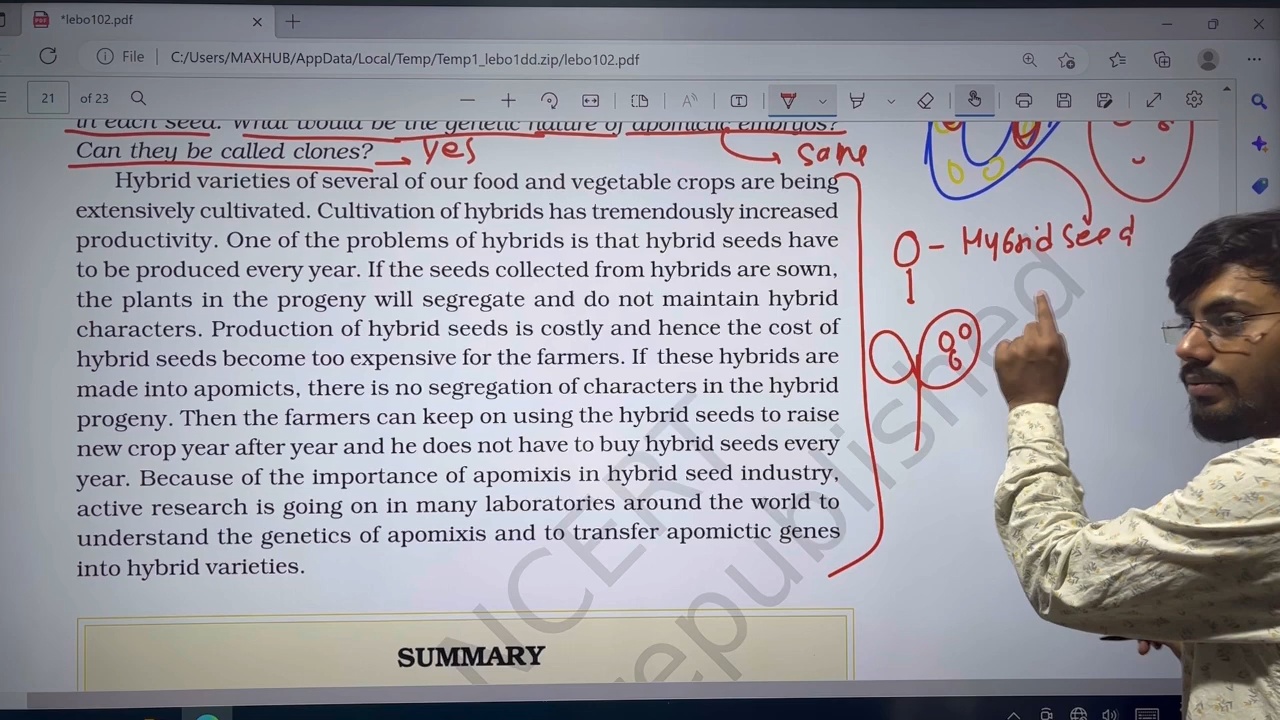 *lebo102.pdf
File C:/Users/MAXHUB/AppData/Local/Temp/Temp1_lebo1dd.zip/lebo102.pdf
21 of 23
in each seed. What would be the genetic nature of apomictic embryos?
Can they be called clones? Yes same
Hybrid varieties of several of our food and vegetable crops are being
extensively cultivated. Cultivation of hybrids has tremendously increased
productivity. One of the problems of hybrids is that hybrid seeds have
to be produced every year. If the seeds collected from hybrids are sown,
the plants in the progeny will segregate and do not maintain hybrid
characters. Production of hybrid seeds is costly and hence the cost of
hybrid seeds become too expensive for the farmers. If these hybrids are
made into apomicts, there is no segregation of characters in the hybrid
progeny. Then the farmers can keep on using the hybrid seeds to raise
new crop year after year and he does not have to buy hybrid seeds every
year. Because of the importance of apomixis in hybrid seed industry,
active research is going on in many laboratories around the world to
understand the genetics of apomixis and to transfer apomictic genes
into hybrid varieties.
- Hybrid seed
NCERT
republished
SUMMARY